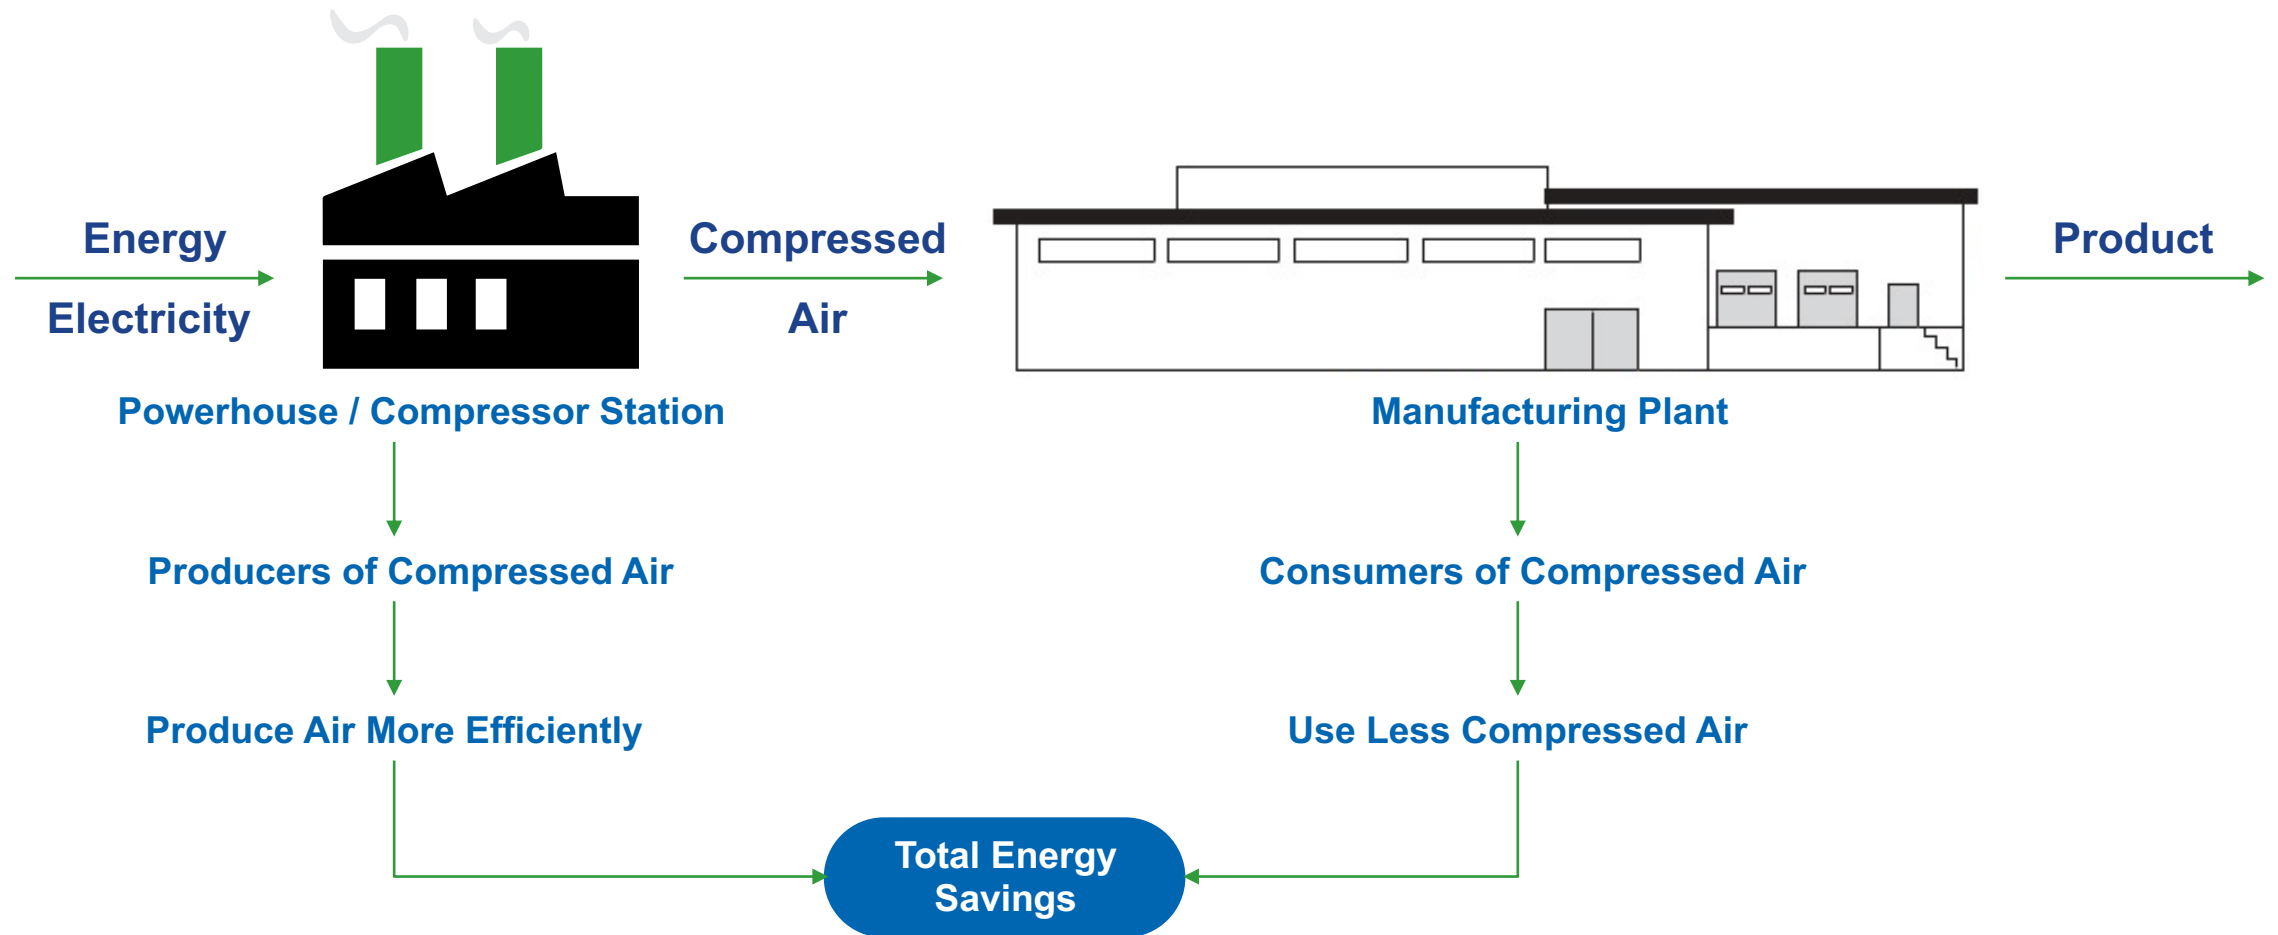 Energy
Electricity
Compressed
Air
Product
Powerhouse / Compressor Station
Manufacturing Plant
Producers of Compressed Air
Consumers of Compressed Air
Produce Air More Efficiently
Use Less Compressed Air
Total Energy
Savings